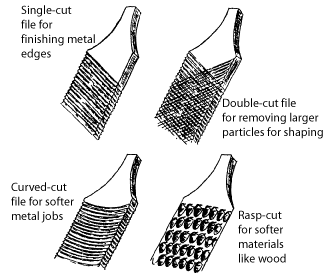 Single-cut
file for
finishing metal
edges
Double-cut file
for removing larger
particles for shaping
Curved-cut
file for softer
metal jobs
Rasp-cut
for softer
materials
like wood